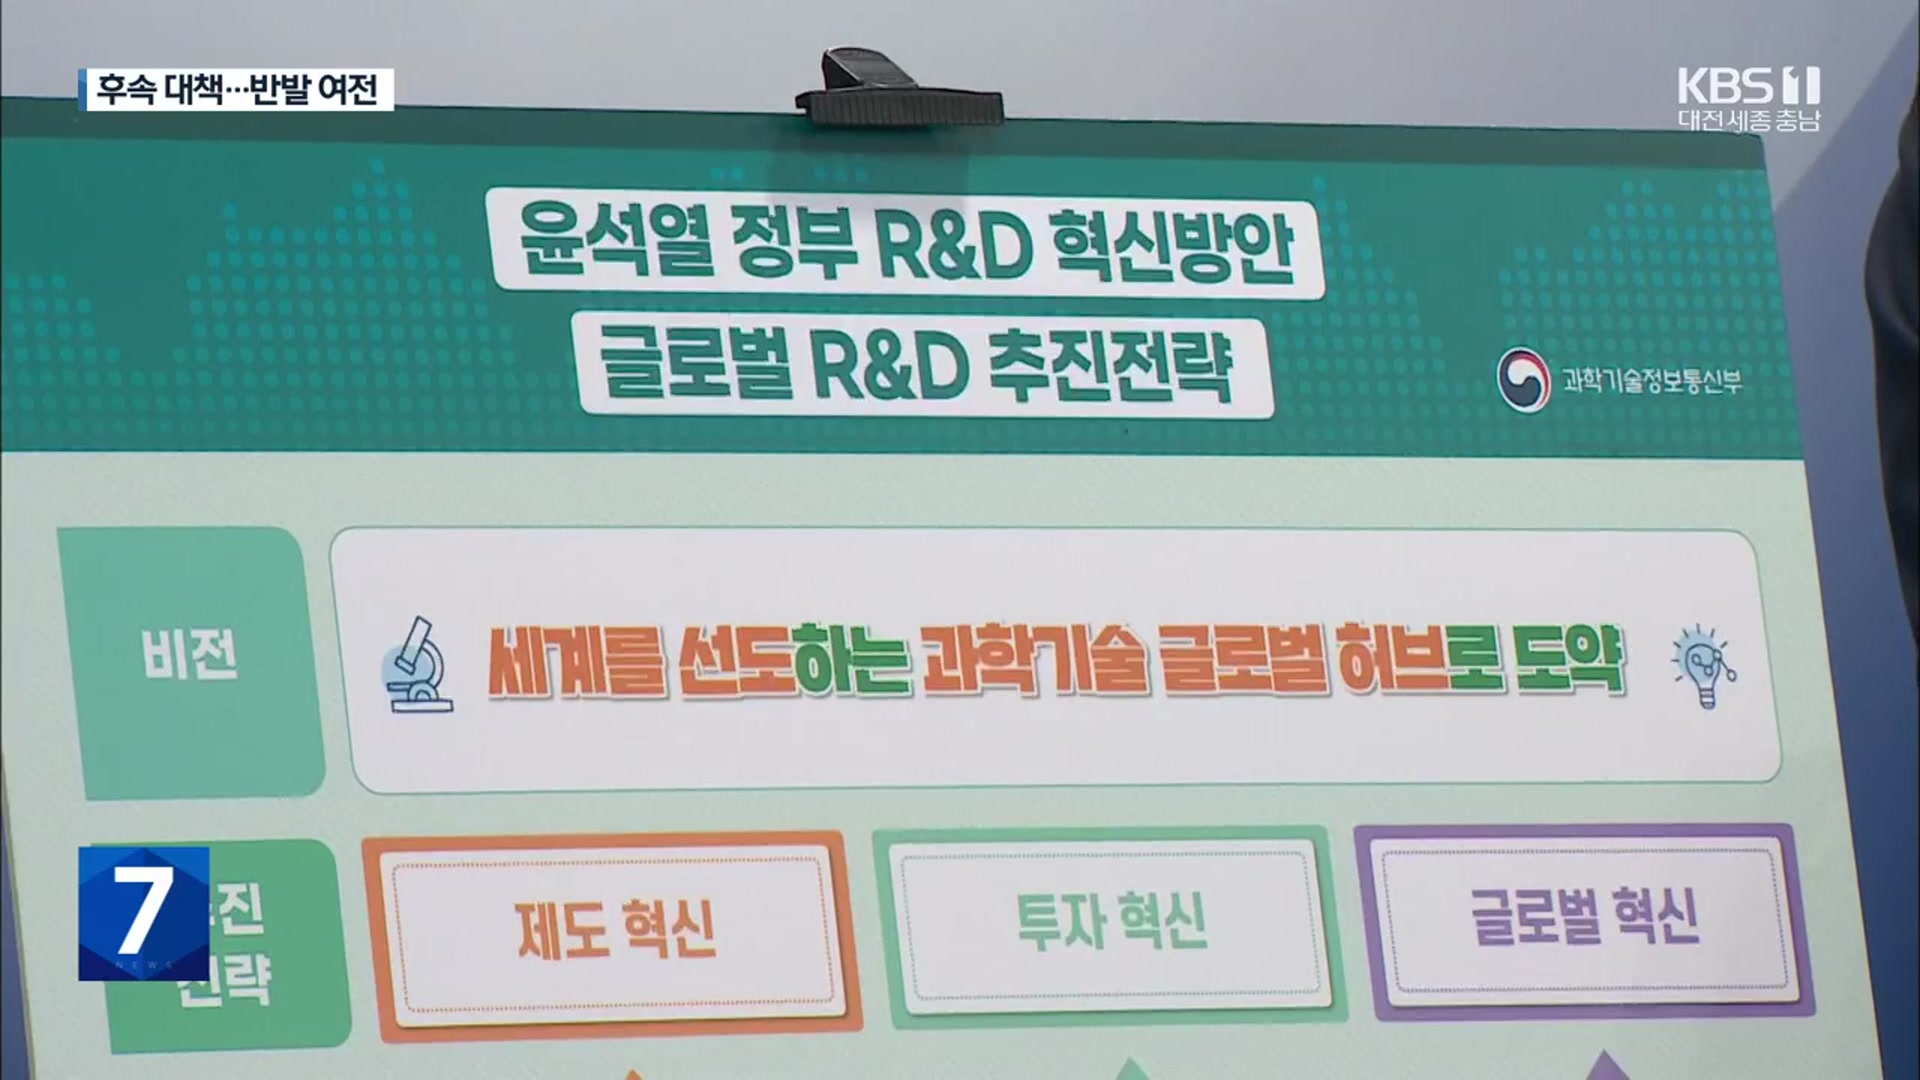 후속 대책…반발 여전
KBS 1
대전 세종 충남
윤석열 정부 R&D 혁신방안
글로벌 R&D 추진전략
과학기술정보통신부
비전
세계를 선도하는 과학기술 글로벌 허브로 도약
진
전략
제도 혁신
투자 혁신
글로벌 혁신
7
NEWS